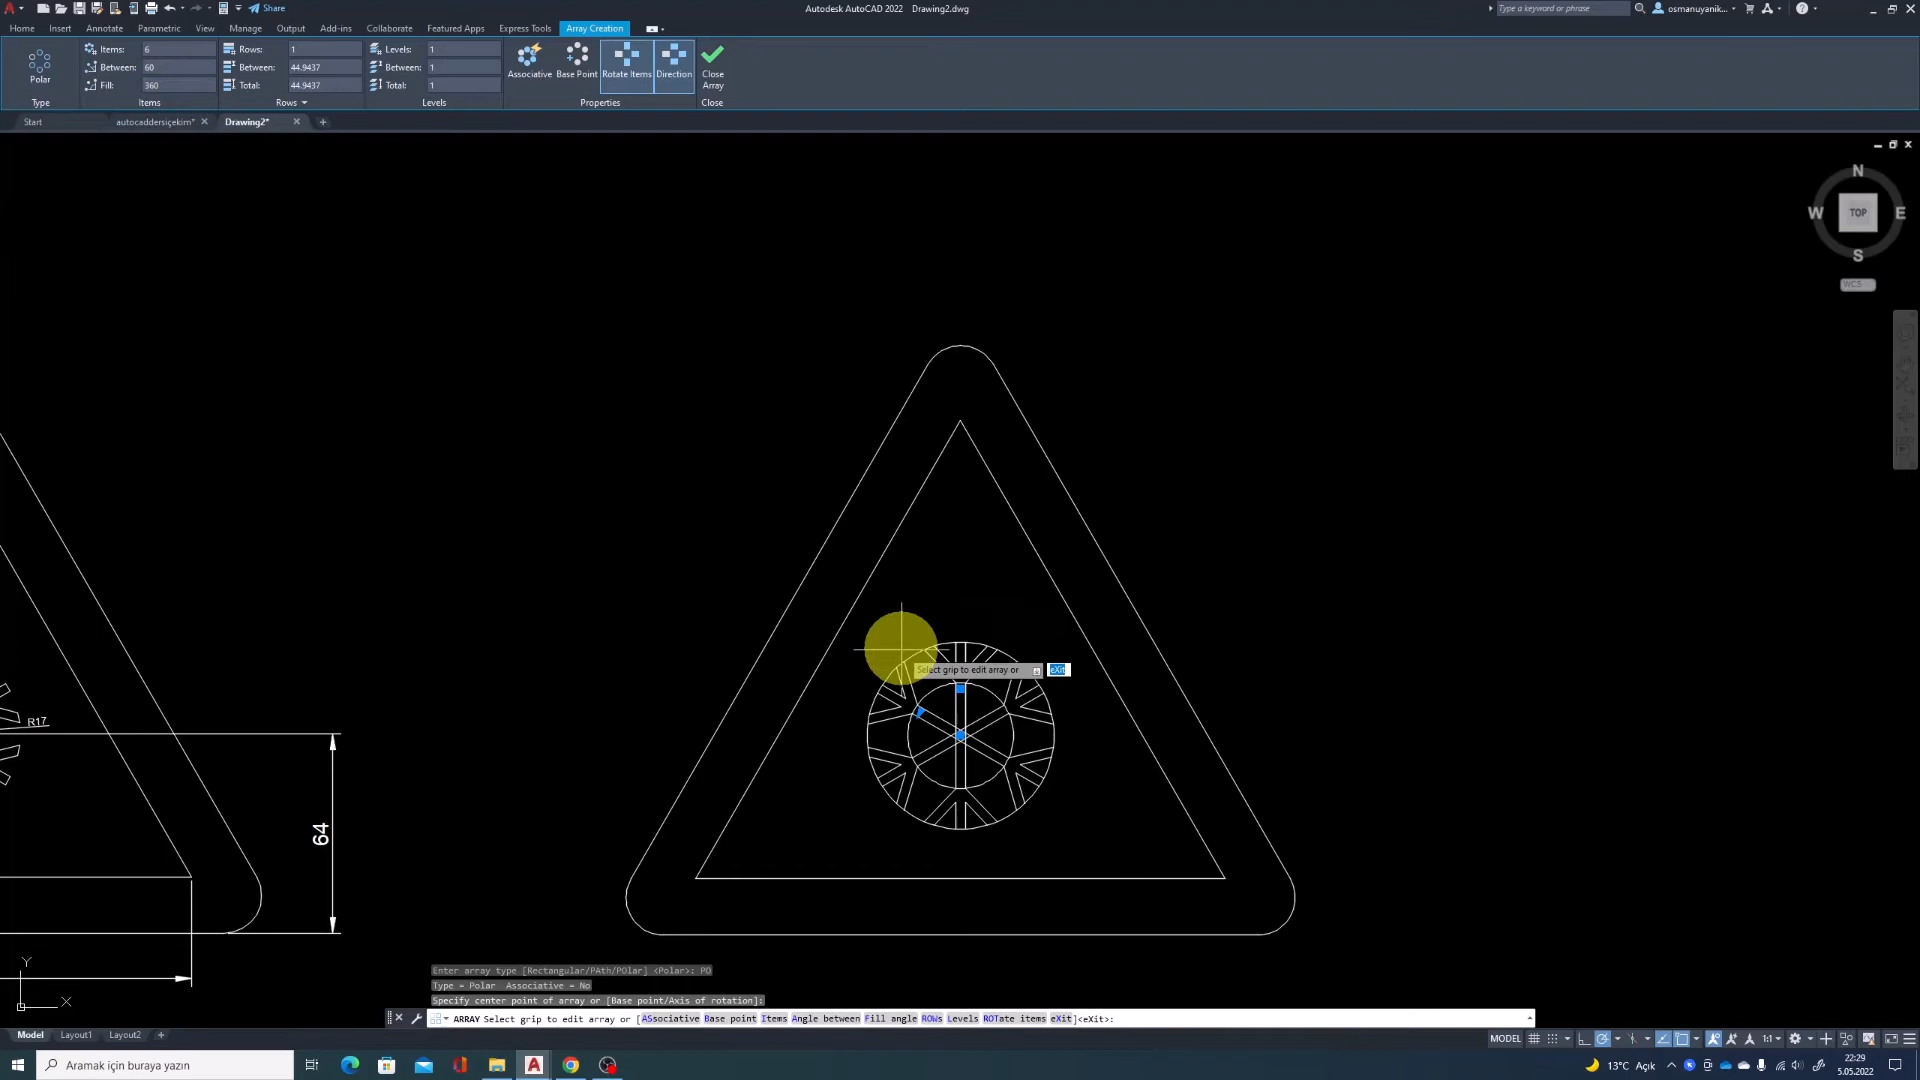 Share
Autodesk AutoCAD 2022 Drawing2.dwg
Type a keyword or phrase
osmanuyanik...
Home Insert Annotate Parametric View Manage Output Add-ins Collaborate Featured Apps Express Tools Array Creation
Items: 6 Rows: 1 Levels: 1
Between: 60 Between: 44.9437 Between: 1
Fill: 360 Total: 44.9437 Total: 1
Polar
Associative Base Point Rotate Items Direction Close Array
Type Items Rows Levels Properties Close
Start autocaddersiçekim* Drawing2*
N
W TOP E
S
WCS
Select grip to edit array or eXit
R17
64
Y
X
Enter array type [Rectangular/PAth/POlar] <Polar>: PO
Type = Polar Associative = No
Specify center point of array or [Base point/Axis of rotation]:
ARRAY Select grip to edit array or [ASsociative Base point Items Angle between Fill angle ROWs Levels ROTate items eXit]<eXit>:
Model Layout1 Layout2
MODEL 1:1
Aramak için buraya yazın
13°C Açık
22:29
5.05.2022